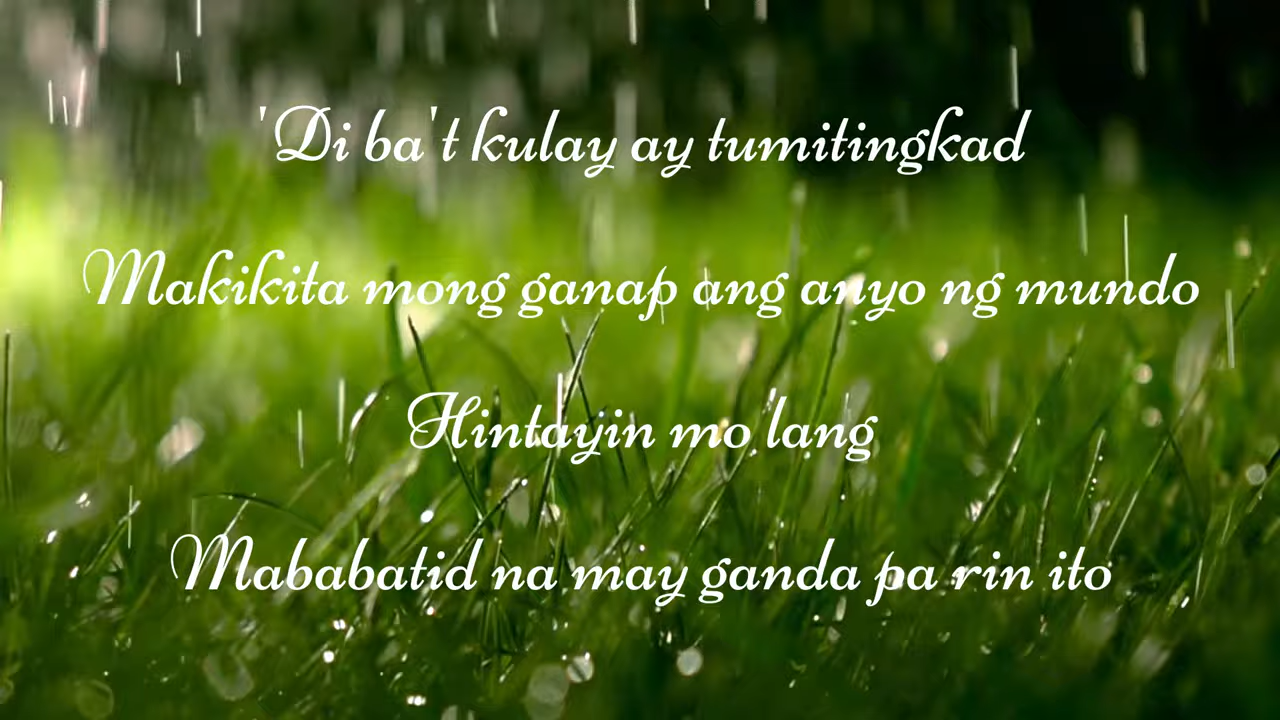 'Di ba't kulay ay tumitingkad
Makikita mong ganap ang anyo ng mundo
Hintayin mo lang
Mababatid na may ganda pa rin ito